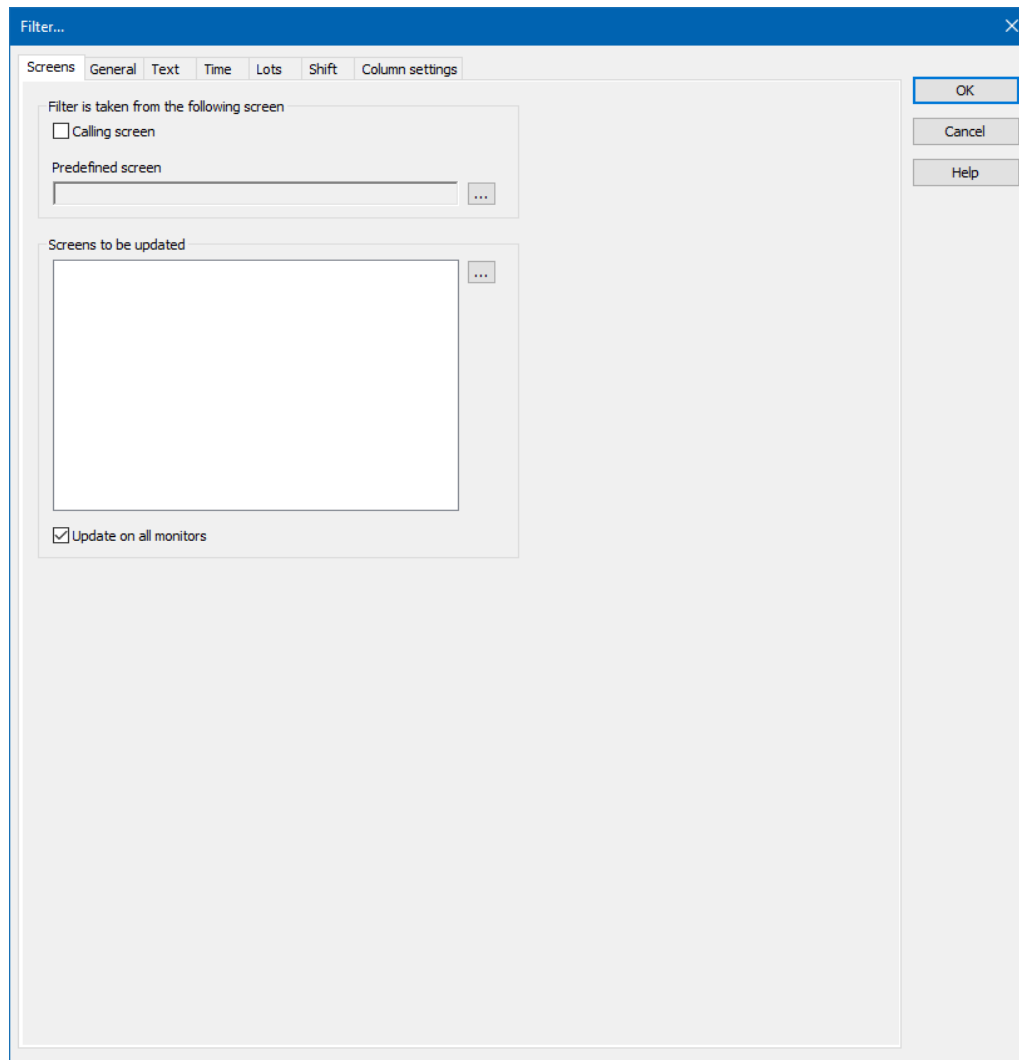 Filter...
Screens General Text Time Lots Shift Column settings
OK
Filter is taken from the following screen
Calling screen
Cancel
Predefined screen
Help
...
Screens to be updated
...
Update on all monitors